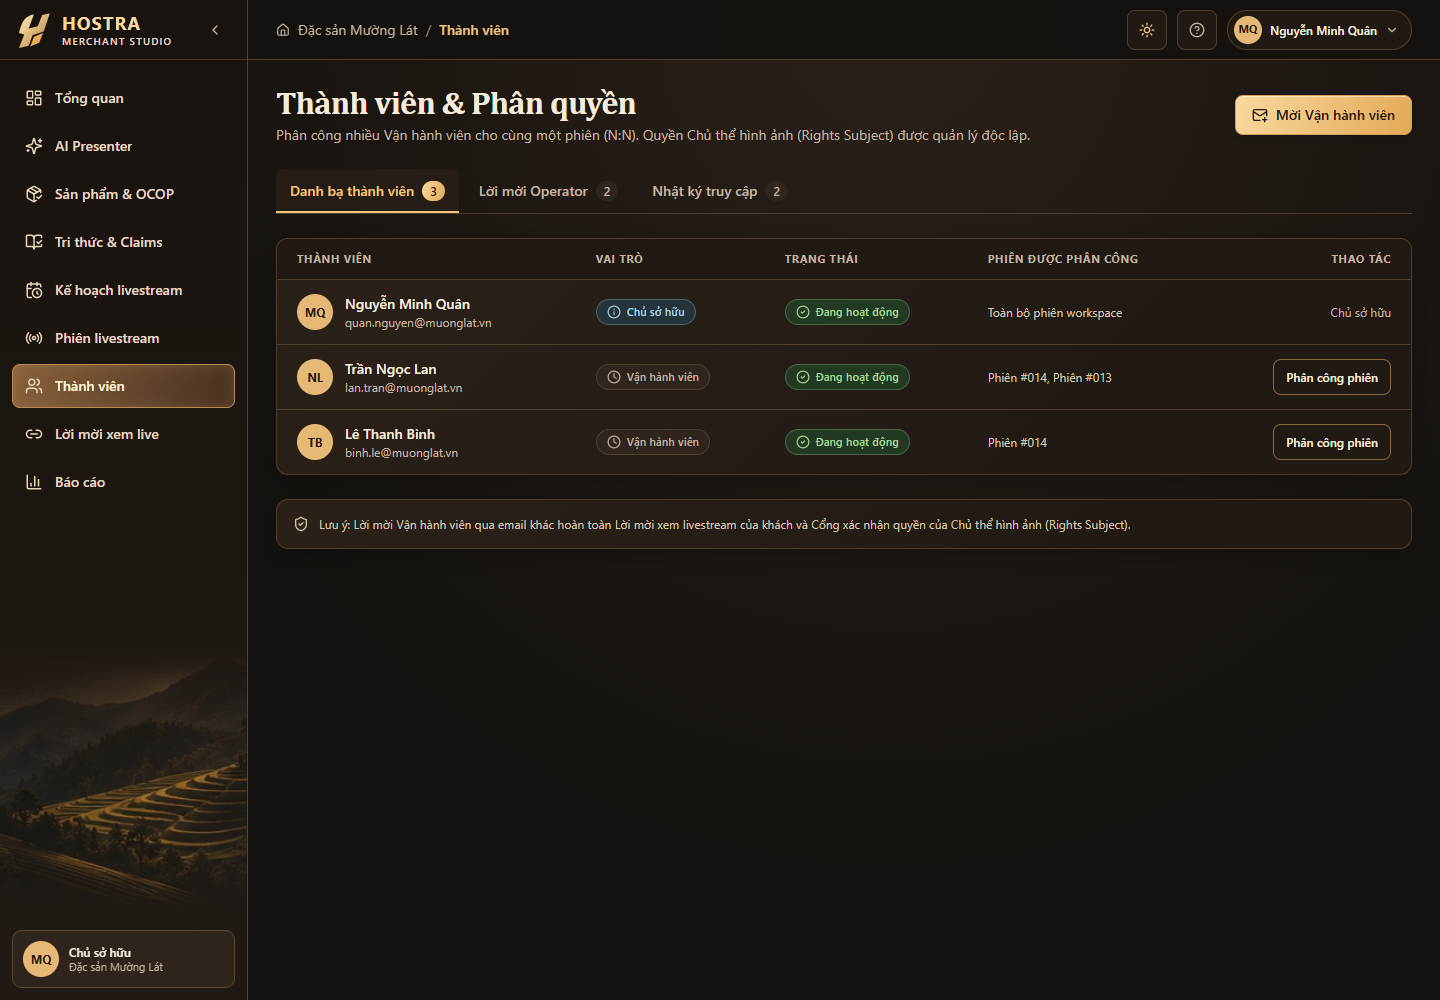 HOSTRA
MERCHANT STUDIO
Đặc sản Mường Lát / Thành viên
MQ Nguyễn Minh Quân
Tổng quan
AI Presenter
Sản phẩm & OCOP
Tri thức & Claims
Kế hoạch livestream
Phiên livestream
Thành viên
Lời mời xem live
Báo cáo
MQ
Chủ sở hữu
Đặc sản Mường Lát
Thành viên & Phân quyền
Phân công nhiều Vận hành viên cho cùng một phiên (N:N). Quyền Chủ thể hình ảnh (Rights Subject) được quản lý độc lập.
Mời Vận hành viên
Danh bạ thành viên 3 Lời mời Operator 2 Nhật ký truy cập 2
THÀNH VIÊN VAI TRÒ TRẠNG THÁI PHIÊN ĐƯỢC PHÂN CÔNG THAO TÁC
MQ Nguyễn Minh Quân Chủ sở hữu Đang hoạt động Toàn bộ phiên workspace Chủ sở hữu
quan.nguyen@muonglat.vn
NL Trần Ngọc Lan Vận hành viên Đang hoạt động Phiên #014, Phiên #013 Phân công phiên
lan.tran@muonglat.vn
TB Lê Thanh Bình Vận hành viên Đang hoạt động Phiên #014 Phân công phiên
binh.le@muonglat.vn
Lưu ý: Lời mời Vận hành viên qua email khác hoàn toàn Lời mời xem livestream của khách và Cổng xác nhận quyền của Chủ thể hình ảnh (Rights Subject).